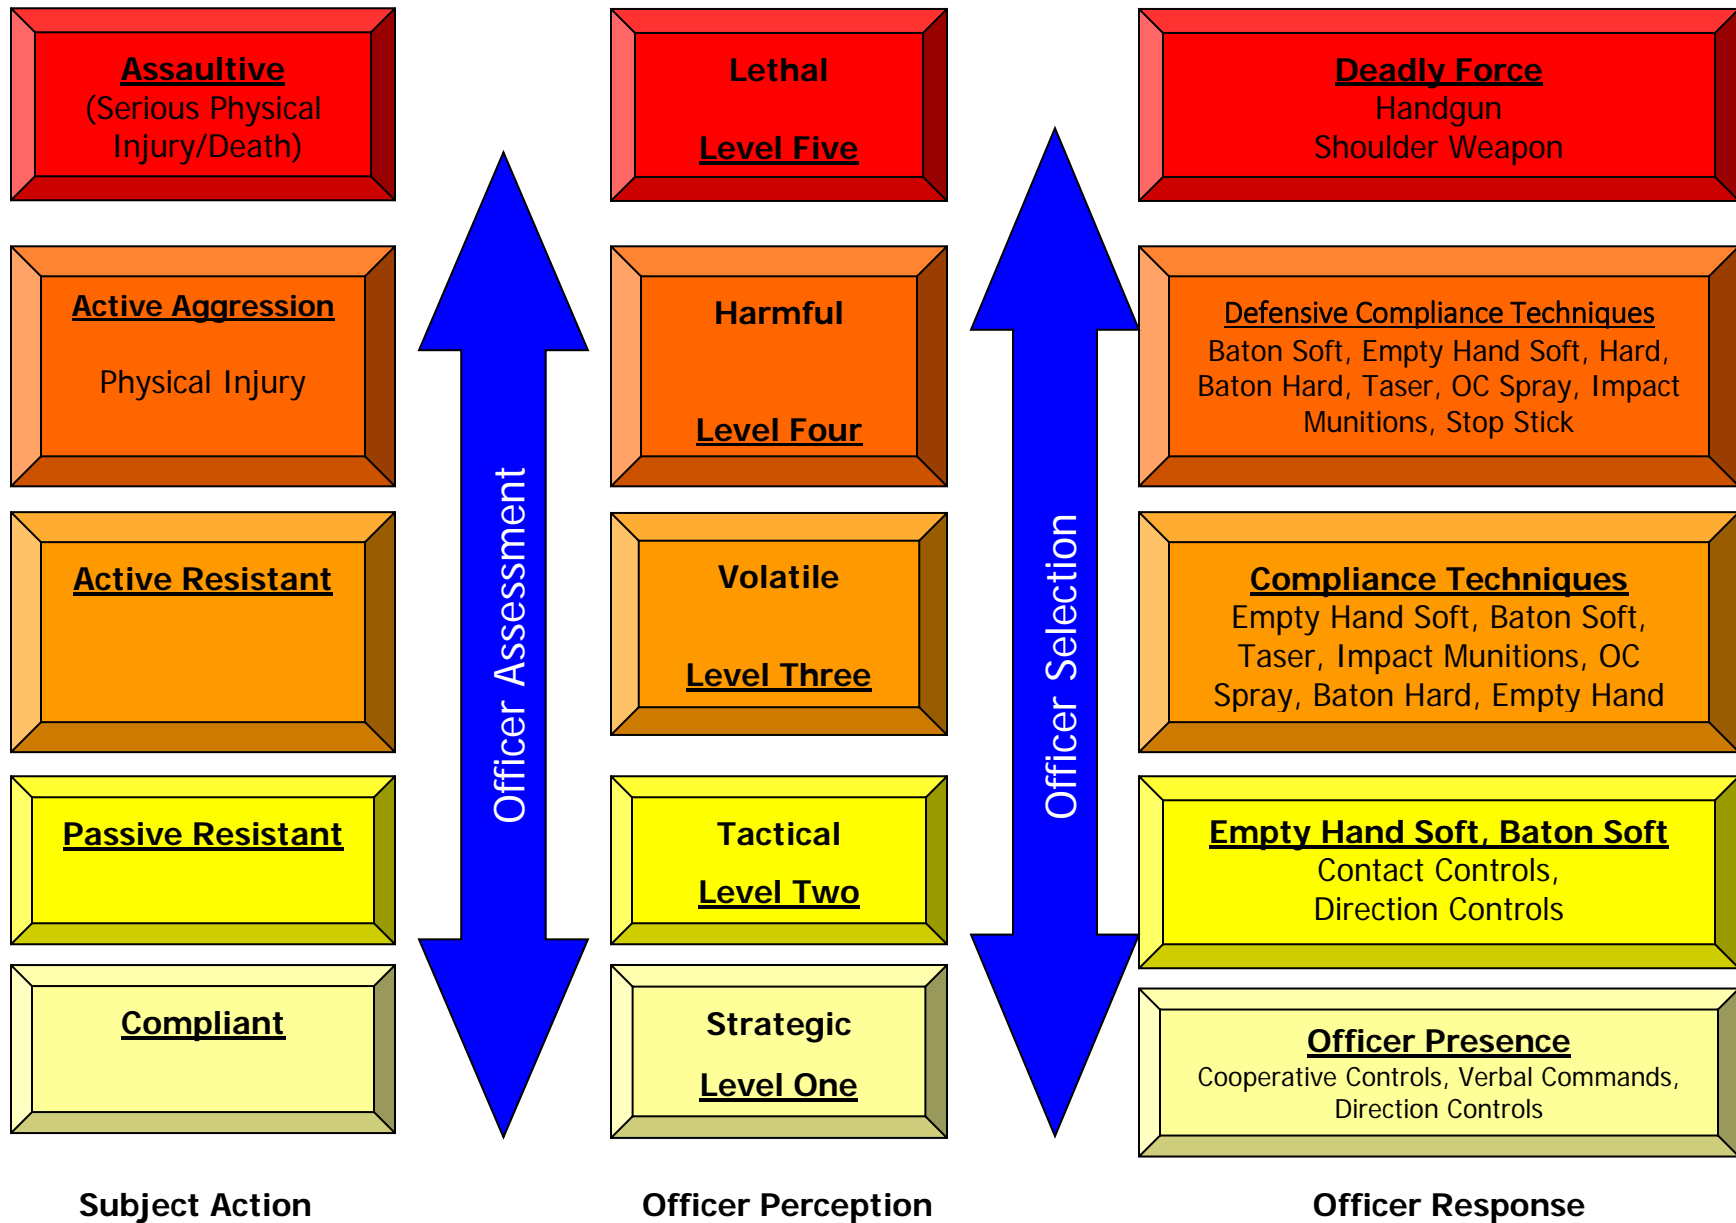 Assaultive
(Serious Physical
Injury/Death)
Lethal
Level Five
Deadly Force
Handgun
Shoulder Weapon
Active Aggression
Physical Injury
Harmful
Level Four
Defensive Compliance Techniques
Baton Soft, Empty Hand Soft, Hard,
Baton Hard, Taser, OC Spray, Impact
Munitions, Stop Stick
Active Resistant
Volatile
Level Three
Compliance Techniques
Empty Hand Soft, Baton Soft,
Taser, Impact Munitions, OC
Spray, Baton Hard, Empty Hand
Passive Resistant
Tactical
Level Two
Empty Hand Soft, Baton Soft
Contact Controls,
Direction Controls
Compliant
Strategic
Level One
Officer Presence
Cooperative Controls, Verbal Commands,
Direction Controls
Officer Assessment
Officer Selection
Subject Action
Officer Perception
Officer Response